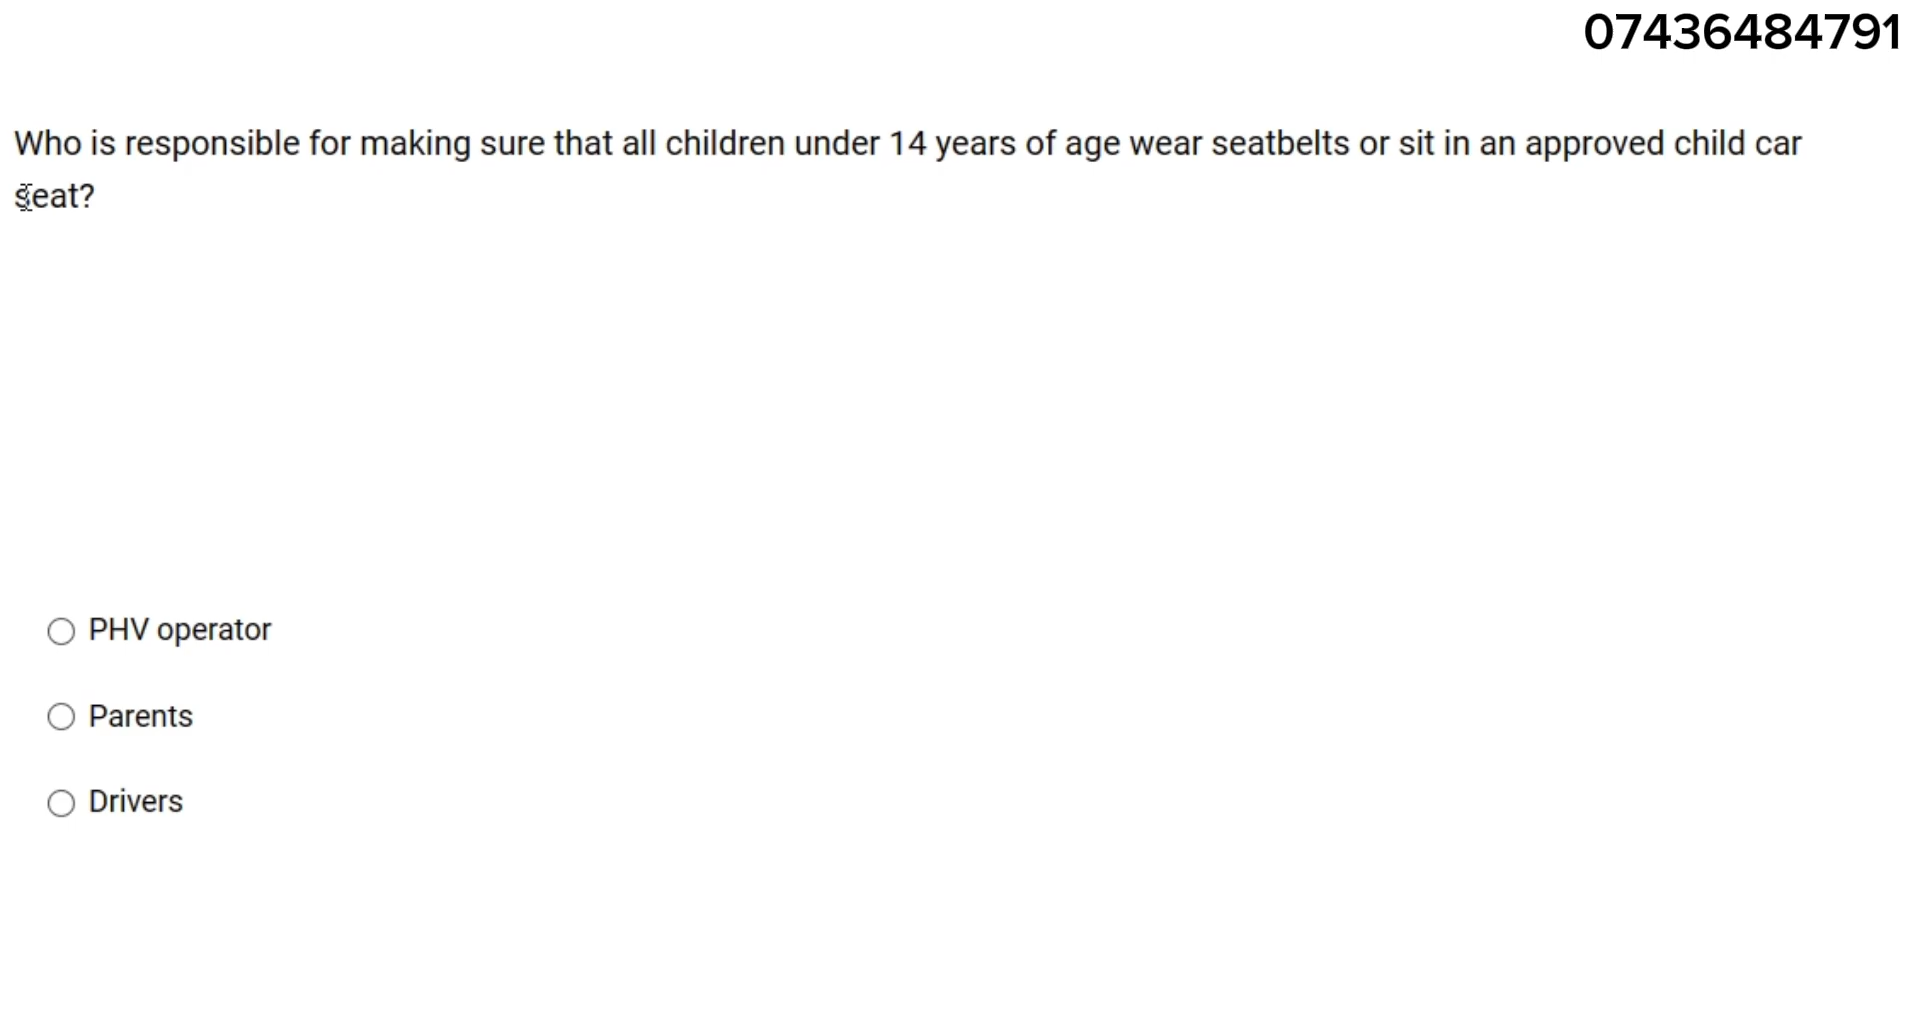 07436484791
Who is responsible for making sure that all children under 14 years of age wear seatbelts or sit in an approved child car
seat?
PHV operator
Parents
Drivers